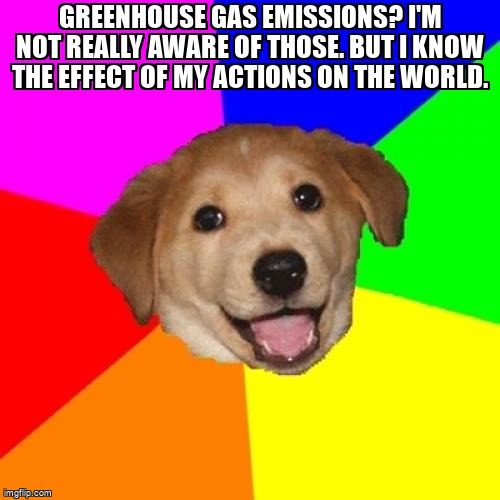 GREENHOUSE GAS EMISSIONS? I'M
NOT REALLY AWARE OF THOSE. BUT I KNOW
THE EFFECT OF MY ACTIONS ON THE WORLD.
imgflip.com